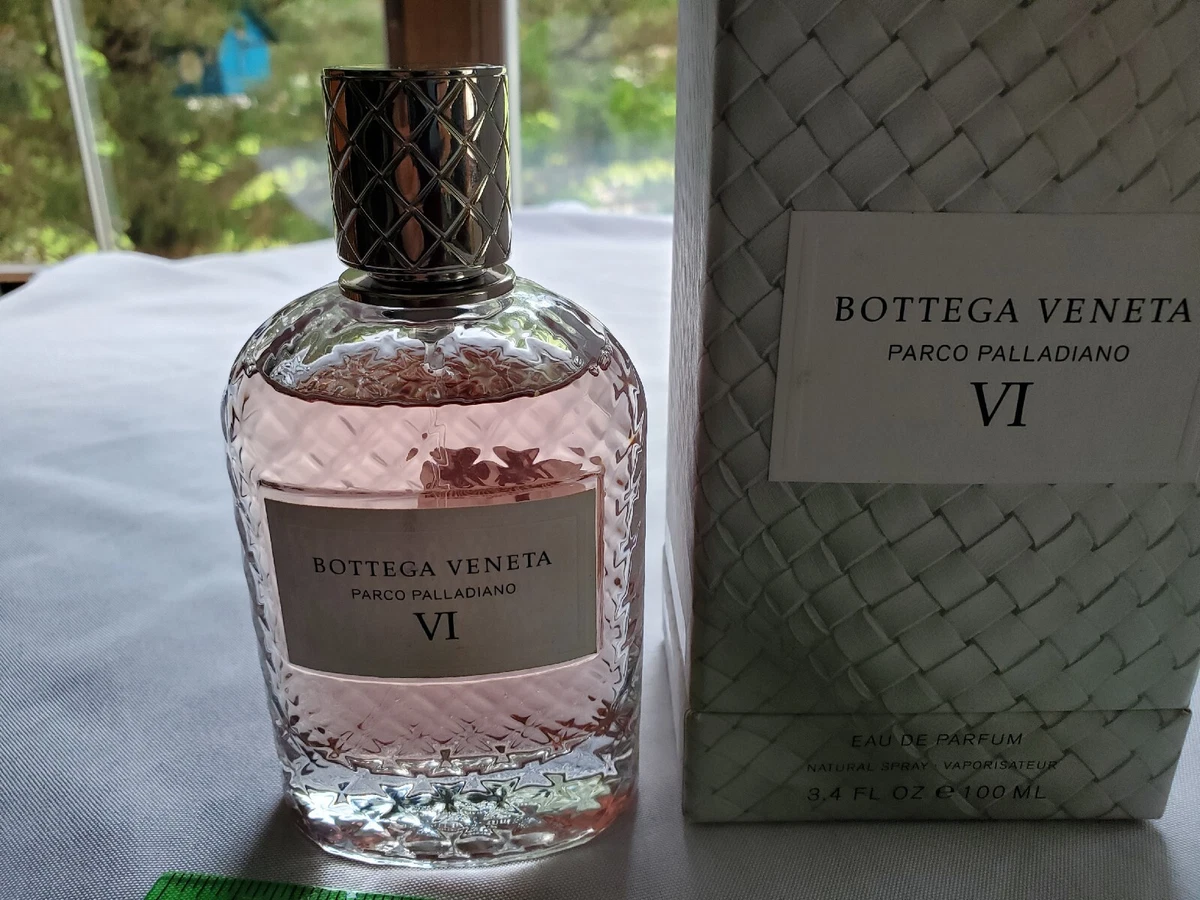 BOTTEGA VENETA
PARCO PALLADIANO
VI
BOTTEGA VENETA
PARCO PALLADIANO
VI
EAU DE PARFUM
NATURAL SPRAY - VAPORISATEUR
3.4 FL OZ ℮ 100 ML